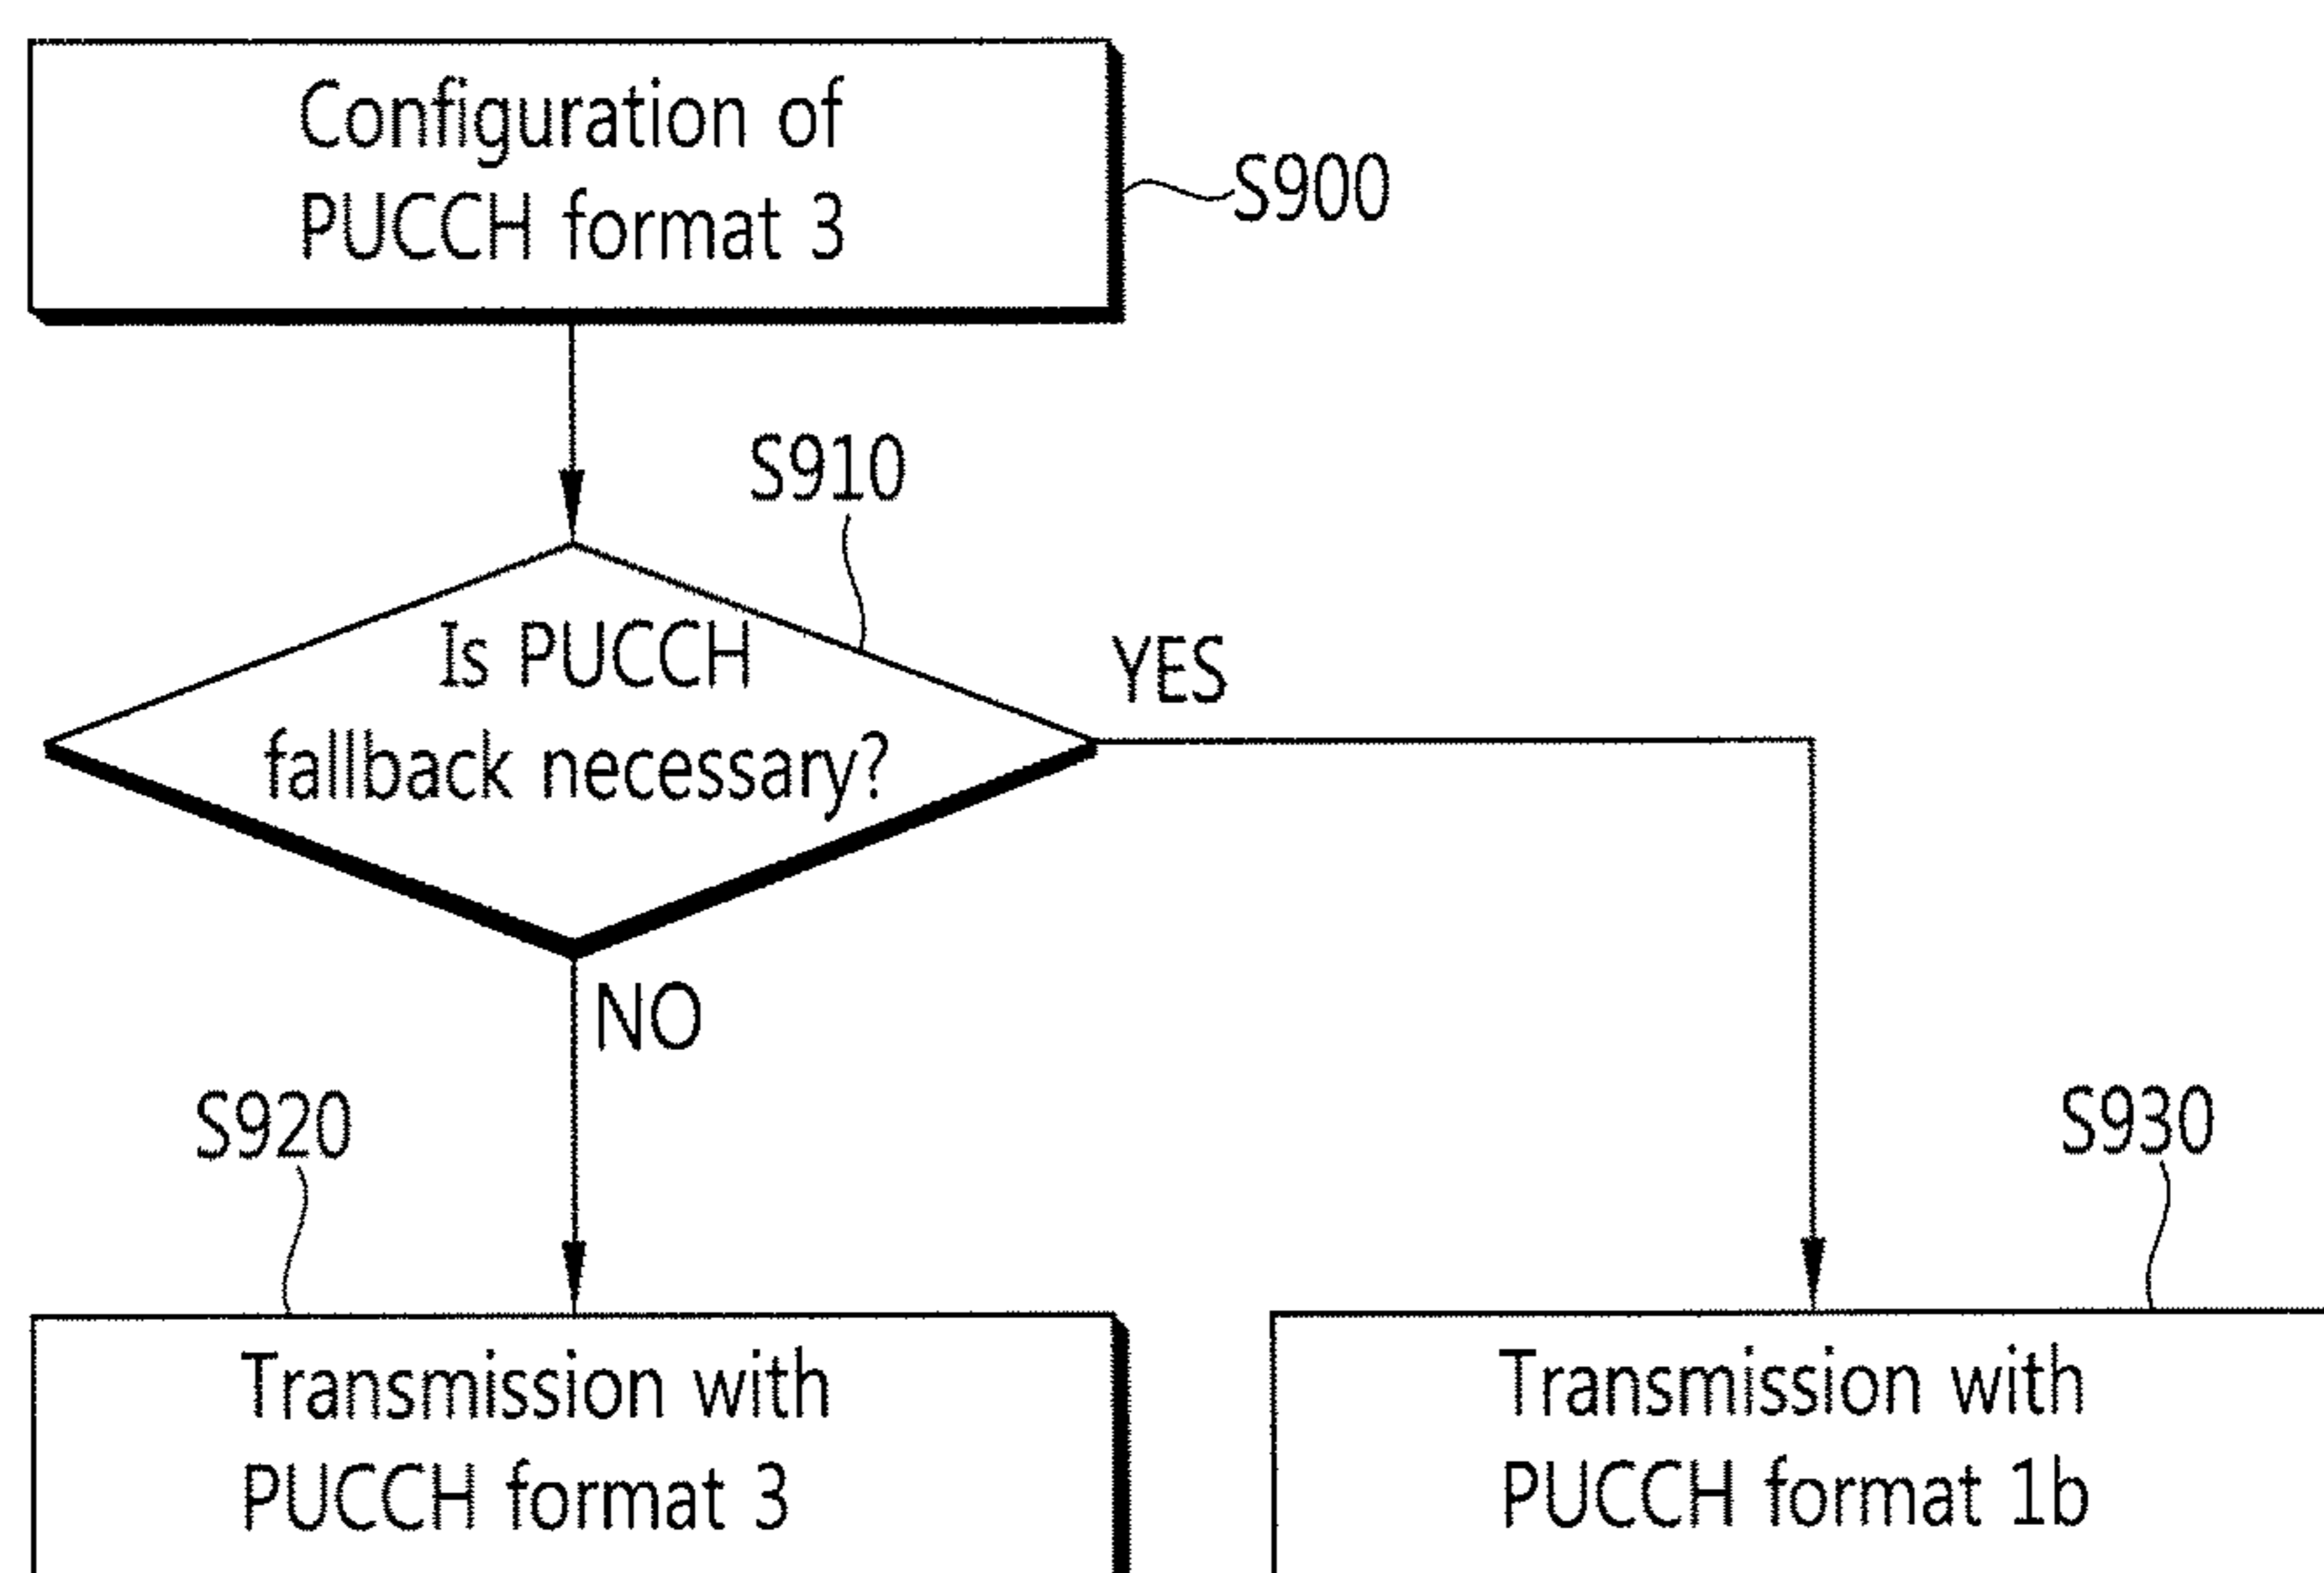 Configuration of
PUCCH format 3
S900
S910
Is PUCCH
fallback necessary?
YES
NO
S920
S930
Transmission with
PUCCH format 3
Transmission with
PUCCH format 1b